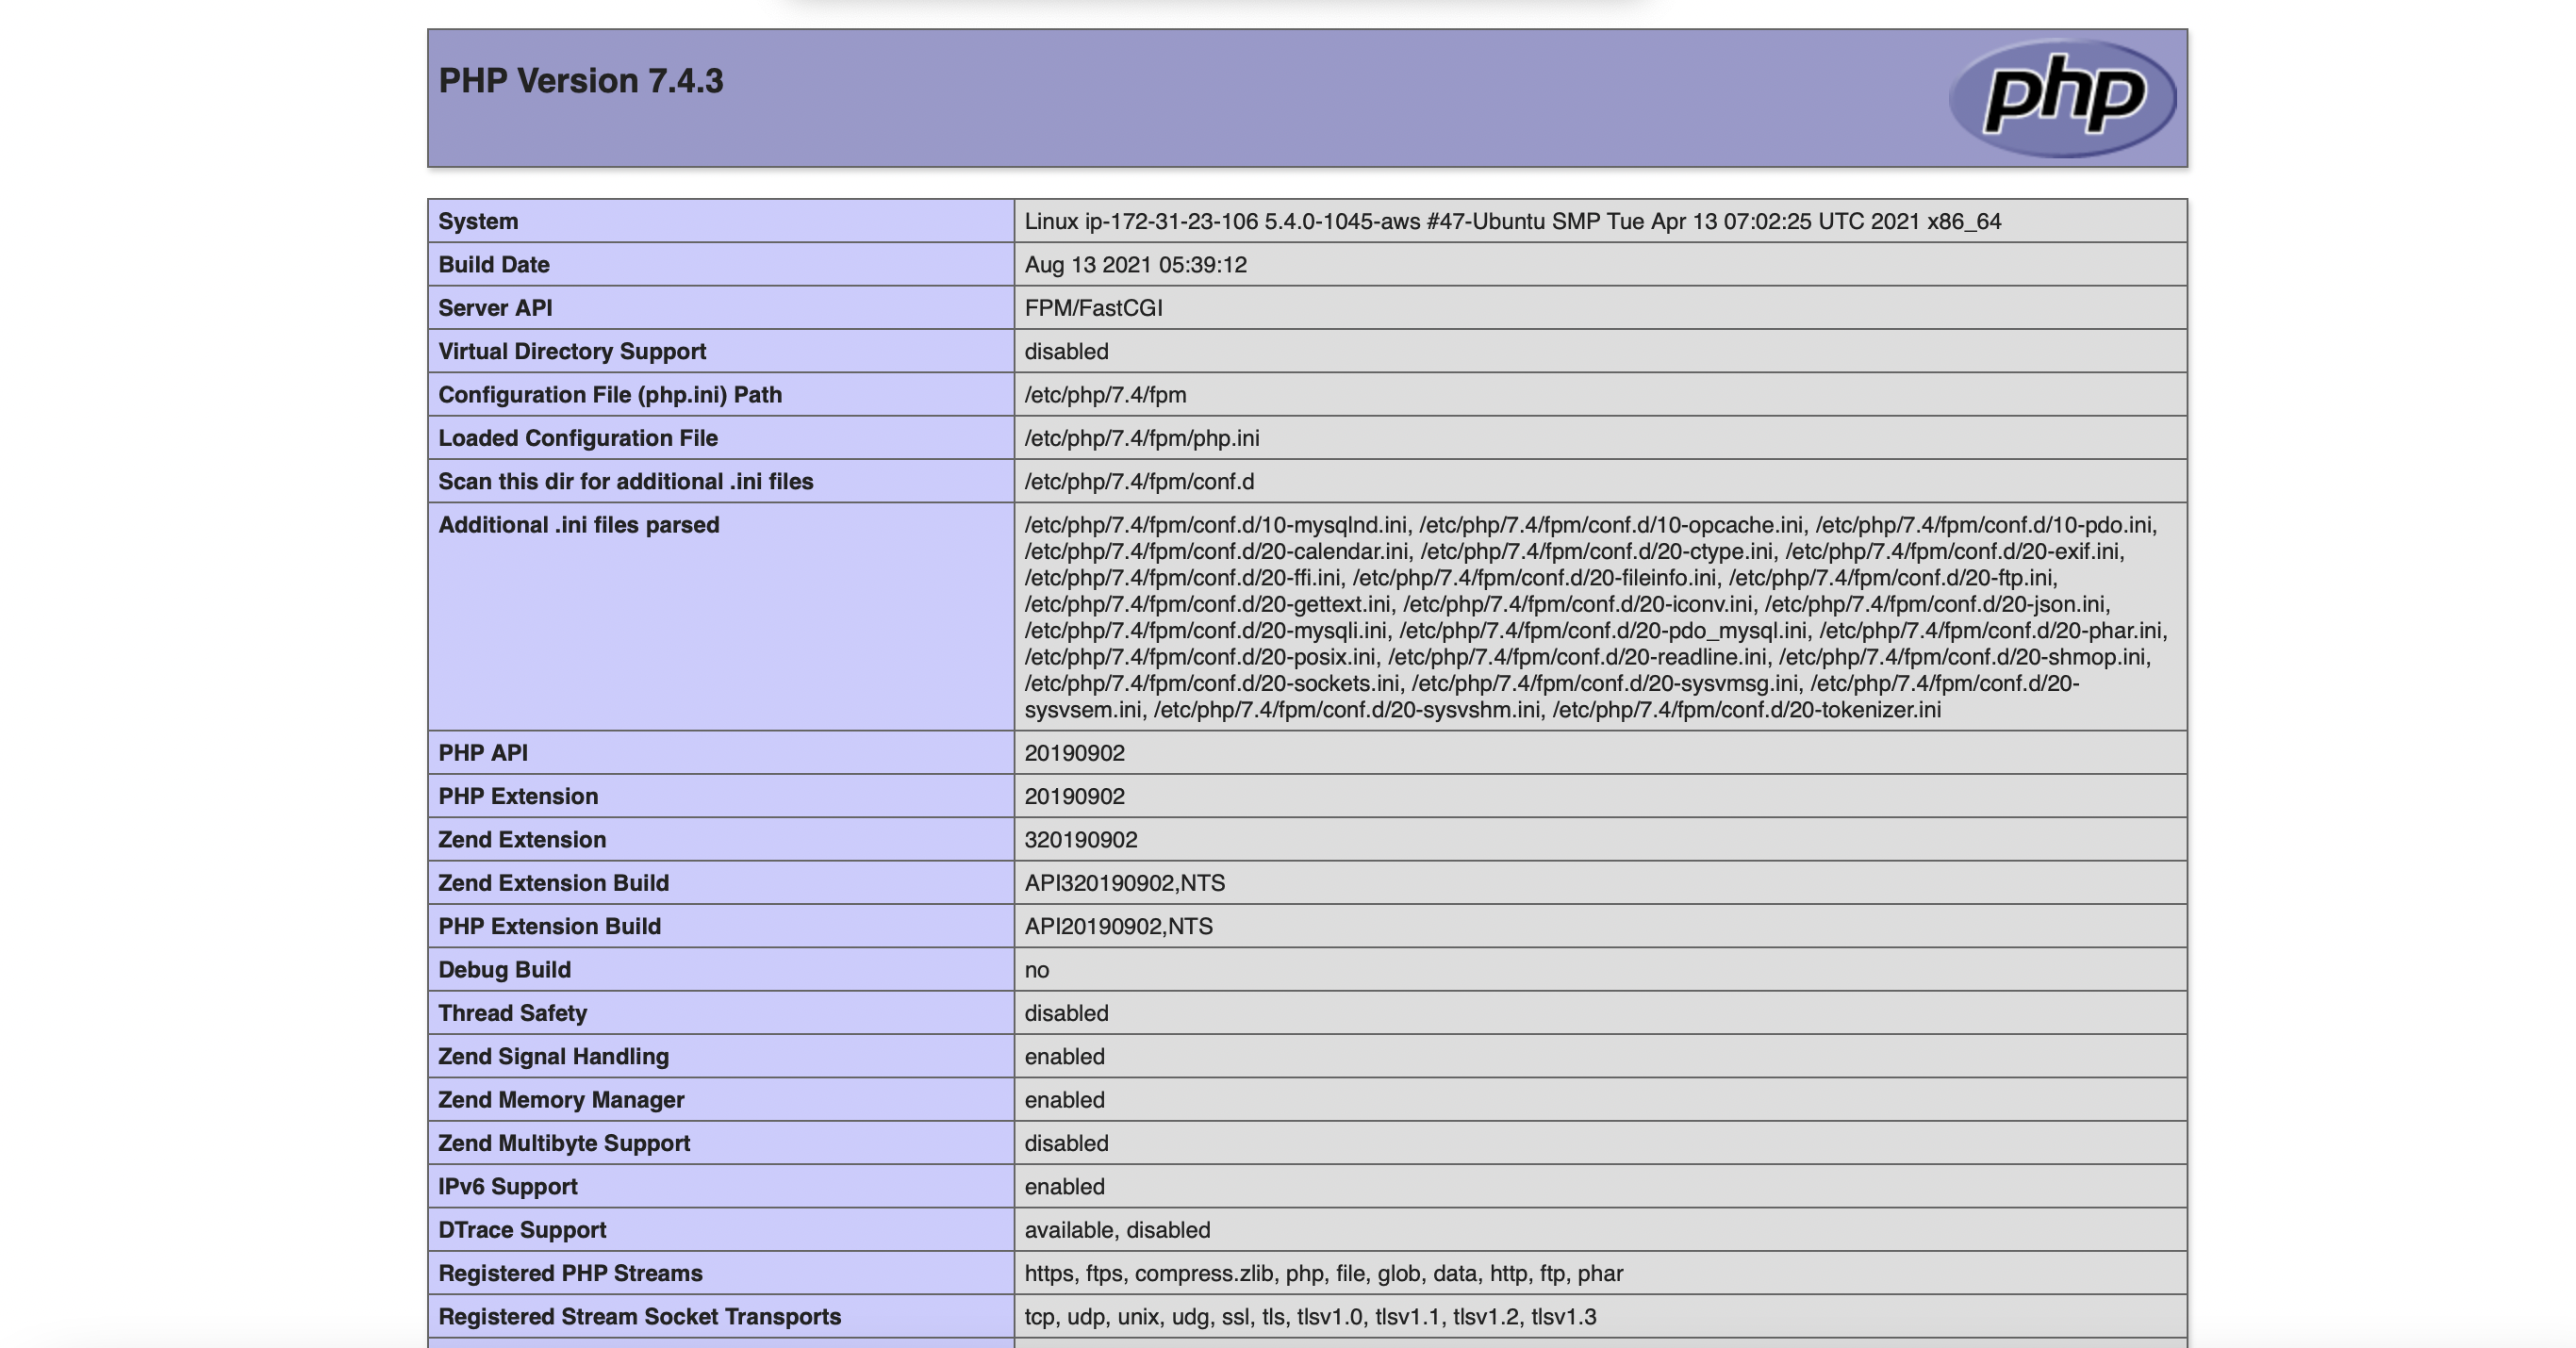 PHP Version 7.4.3
php
System Linux ip-172-31-23-106 5.4.0-1045-aws #47-Ubuntu SMP Tue Apr 13 07:02:25 UTC 2021 x86_64
Build Date Aug 13 2021 05:39:12
Server API FPM/FastCGI
Virtual Directory Support disabled
Configuration File (php.ini) Path /etc/php/7.4/fpm
Loaded Configuration File /etc/php/7.4/fpm/php.ini
Scan this dir for additional .ini files /etc/php/7.4/fpm/conf.d
Additional .ini files parsed /etc/php/7.4/fpm/conf.d/10-mysqlnd.ini, /etc/php/7.4/fpm/conf.d/10-opcache.ini, /etc/php/7.4/fpm/conf.d/10-pdo.ini,
/etc/php/7.4/fpm/conf.d/20-calendar.ini, /etc/php/7.4/fpm/conf.d/20-ctype.ini, /etc/php/7.4/fpm/conf.d/20-exif.ini,
/etc/php/7.4/fpm/conf.d/20-ffi.ini, /etc/php/7.4/fpm/conf.d/20-fileinfo.ini, /etc/php/7.4/fpm/conf.d/20-ftp.ini,
/etc/php/7.4/fpm/conf.d/20-gettext.ini, /etc/php/7.4/fpm/conf.d/20-iconv.ini, /etc/php/7.4/fpm/conf.d/20-json.ini,
/etc/php/7.4/fpm/conf.d/20-mysqli.ini, /etc/php/7.4/fpm/conf.d/20-pdo_mysql.ini, /etc/php/7.4/fpm/conf.d/20-phar.ini,
/etc/php/7.4/fpm/conf.d/20-posix.ini, /etc/php/7.4/fpm/conf.d/20-readline.ini, /etc/php/7.4/fpm/conf.d/20-shmop.ini,
/etc/php/7.4/fpm/conf.d/20-sockets.ini, /etc/php/7.4/fpm/conf.d/20-sysvmsg.ini, /etc/php/7.4/fpm/conf.d/20-
sysvsem.ini, /etc/php/7.4/fpm/conf.d/20-sysvshm.ini, /etc/php/7.4/fpm/conf.d/20-tokenizer.ini
PHP API 20190902
PHP Extension 20190902
Zend Extension 320190902
Zend Extension Build API320190902,NTS
PHP Extension Build API20190902,NTS
Debug Build no
Thread Safety disabled
Zend Signal Handling enabled
Zend Memory Manager enabled
Zend Multibyte Support disabled
IPv6 Support enabled
DTrace Support available, disabled
Registered PHP Streams https, ftps, compress.zlib, php, file, glob, data, http, ftp, phar
Registered Stream Socket Transports tcp, udp, unix, udg, ssl, tls, tlsv1.0, tlsv1.1, tlsv1.2, tlsv1.3